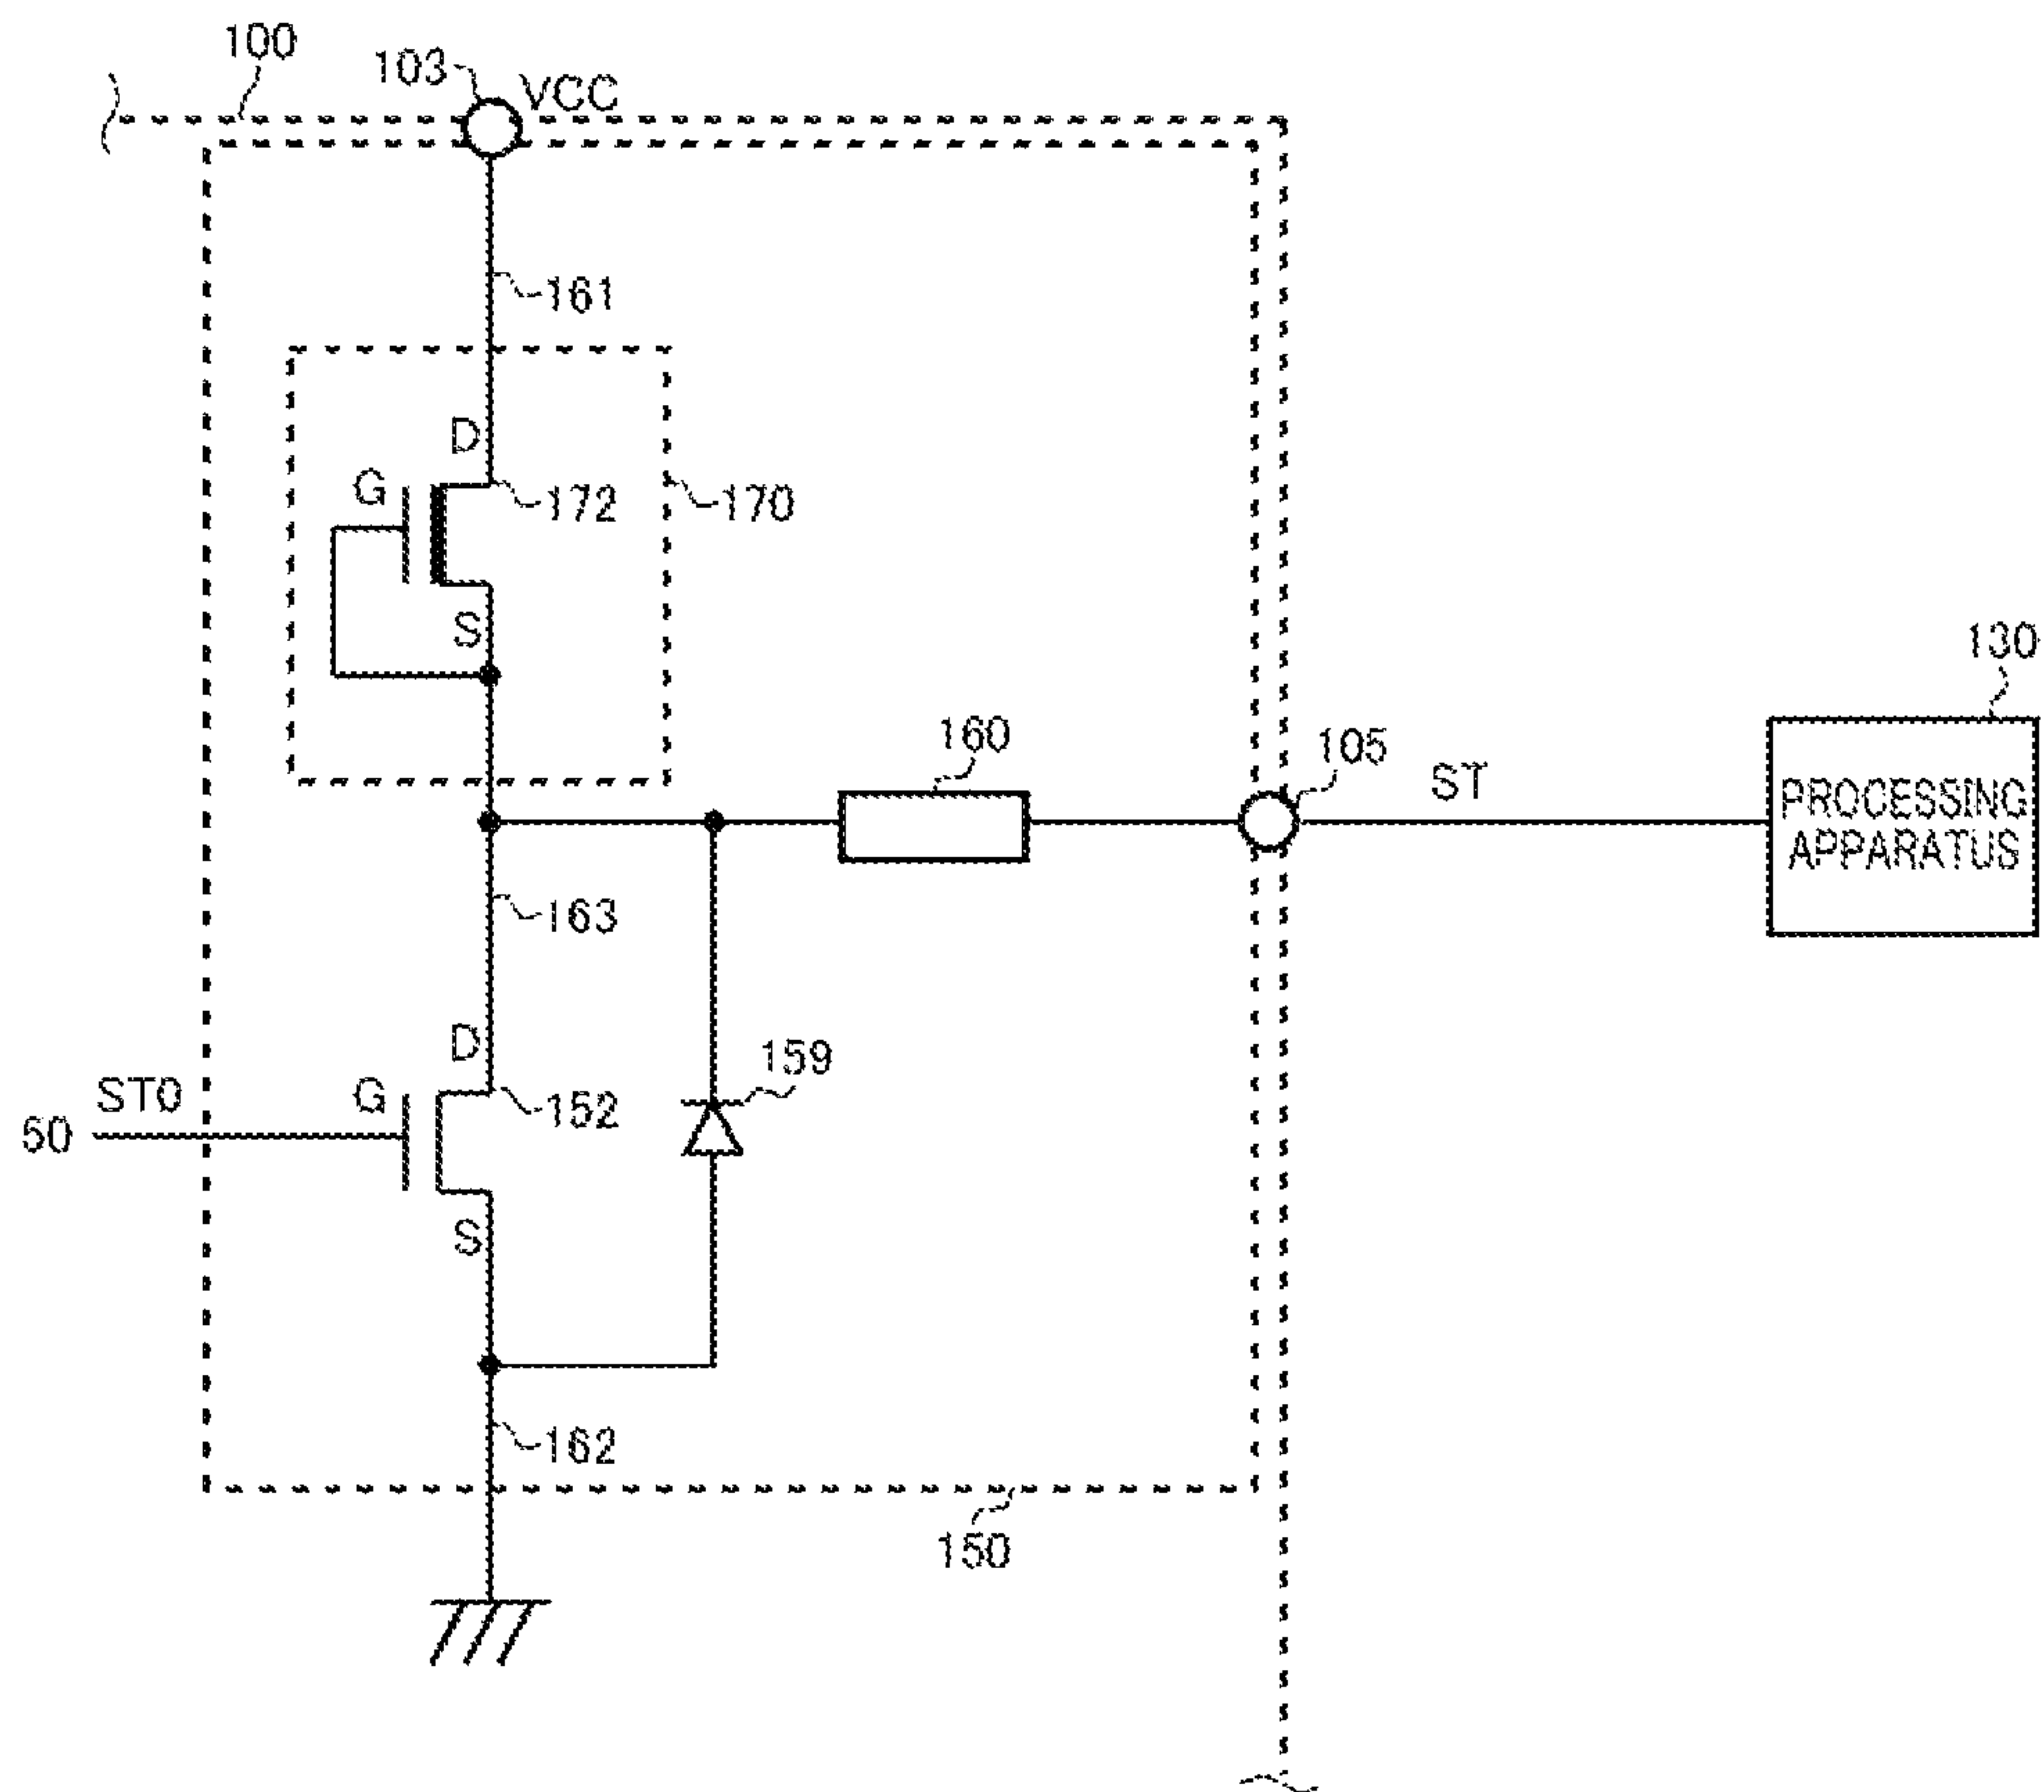 100
103
VCC
161
D
G
172
170
S
130
160
105
ST
PROCESSING
APPARATUS
163
D
159
ST0
G
152
50
S
162
150